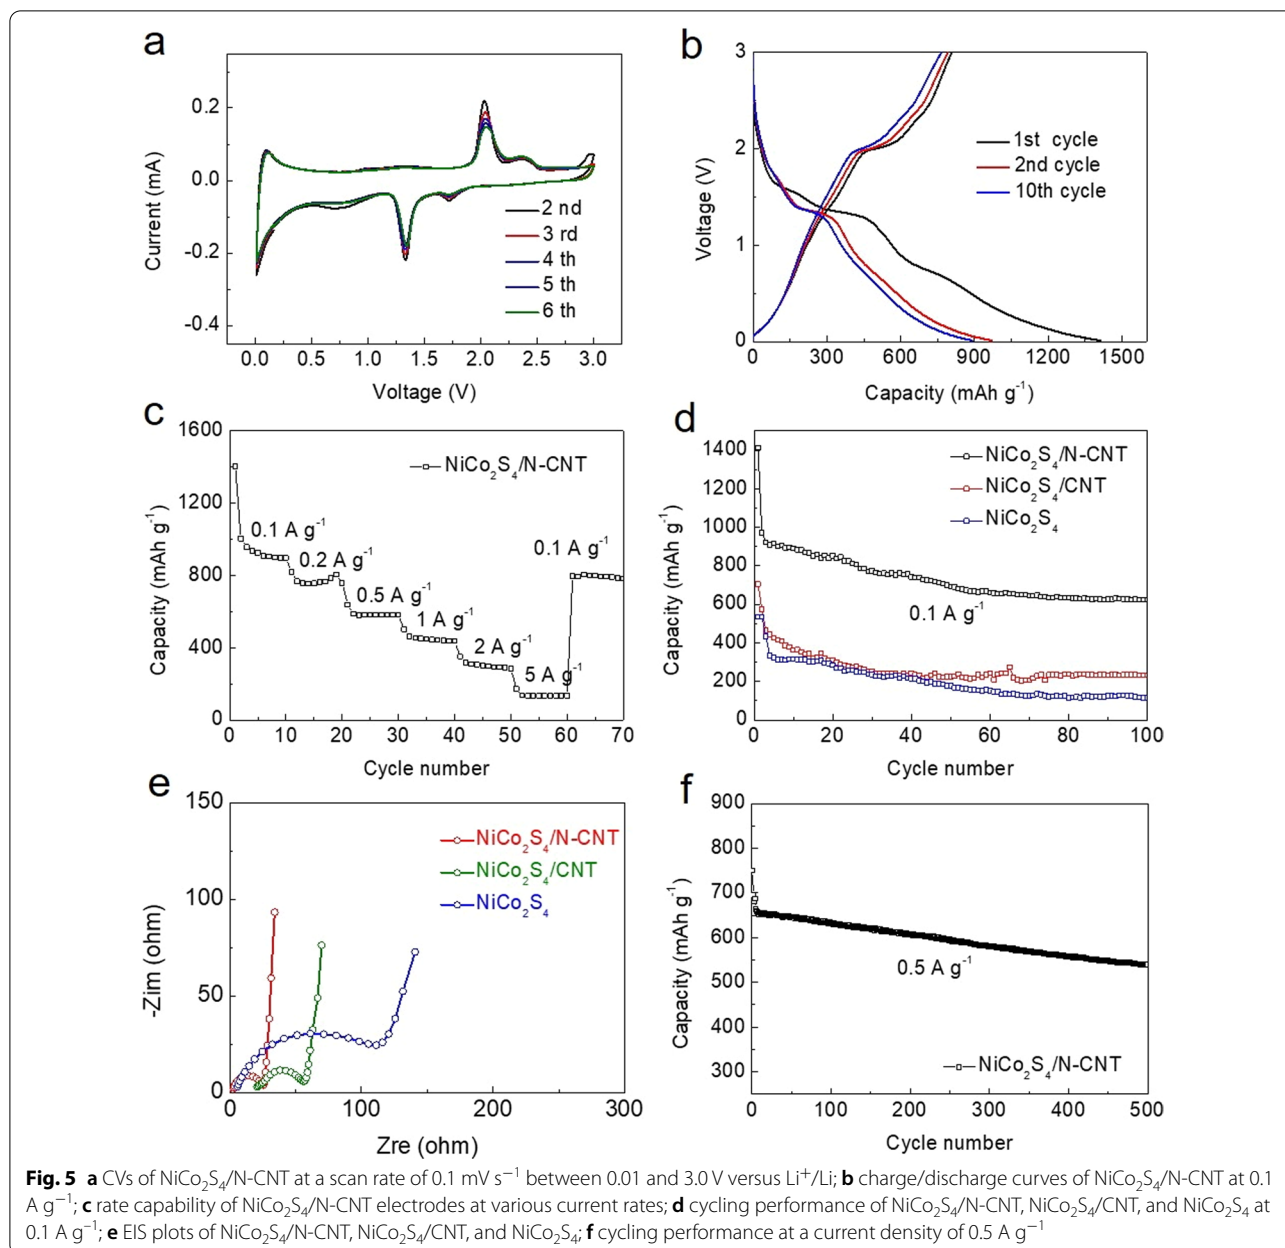 a
0.2
0.0
-0.2
-0.4
Current (mA)
2 nd
3 rd
4 th
5 th
6 th
0.0 0.5 1.0 1.5 2.0 2.5 3.0
Voltage (V)
b
3
2
1
0
Voltage (V)
1st cycle
2nd cycle
10th cycle
0 300 600 900 1200 1500
Capacity (mAh g⁻¹)
c
1600
1200
800
400
0
Capacity (mAh g⁻¹)
NiCo₂S₄/N-CNT
0.1 A g⁻¹
0.2 A g⁻¹
0.5 A g⁻¹
1 A g⁻¹
2 A g⁻¹
5 A g⁻¹
0.1 A g⁻¹
0 10 20 30 40 50 60 70
Cycle number
d
1400
1200
1000
800
600
400
200
0
Capacity (mAh g⁻¹)
NiCo₂S₄/N-CNT
NiCo₂S₄/CNT
NiCo₂S₄
0.1 A g⁻¹
0 20 40 60 80 100
Cycle number
e
150
100
50
0
-Zim (ohm)
NiCo₂S₄/N-CNT
NiCo₂S₄/CNT
NiCo₂S₄
0 100 200 300
Zre (ohm)
f
900
800
700
600
500
400
300
Capacity (mAh g⁻¹)
0.5 A g⁻¹
NiCo₂S₄/N-CNT
0 100 200 300 400 500
Cycle number
Fig. 5 a CVs of NiCo₂S₄/N-CNT at a scan rate of 0.1 mV s⁻¹ between 0.01 and 3.0 V versus Li⁺/Li; b charge/discharge curves of NiCo₂S₄/N-CNT at 0.1
A g⁻¹; c rate capability of NiCo₂S₄/N-CNT electrodes at various current rates; d cycling performance of NiCo₂S₄/N-CNT, NiCo₂S₄/CNT, and NiCo₂S₄ at
0.1 A g⁻¹; e EIS plots of NiCo₂S₄/N-CNT, NiCo₂S₄/CNT, and NiCo₂S₄; f cycling performance at a current density of 0.5 A g⁻¹